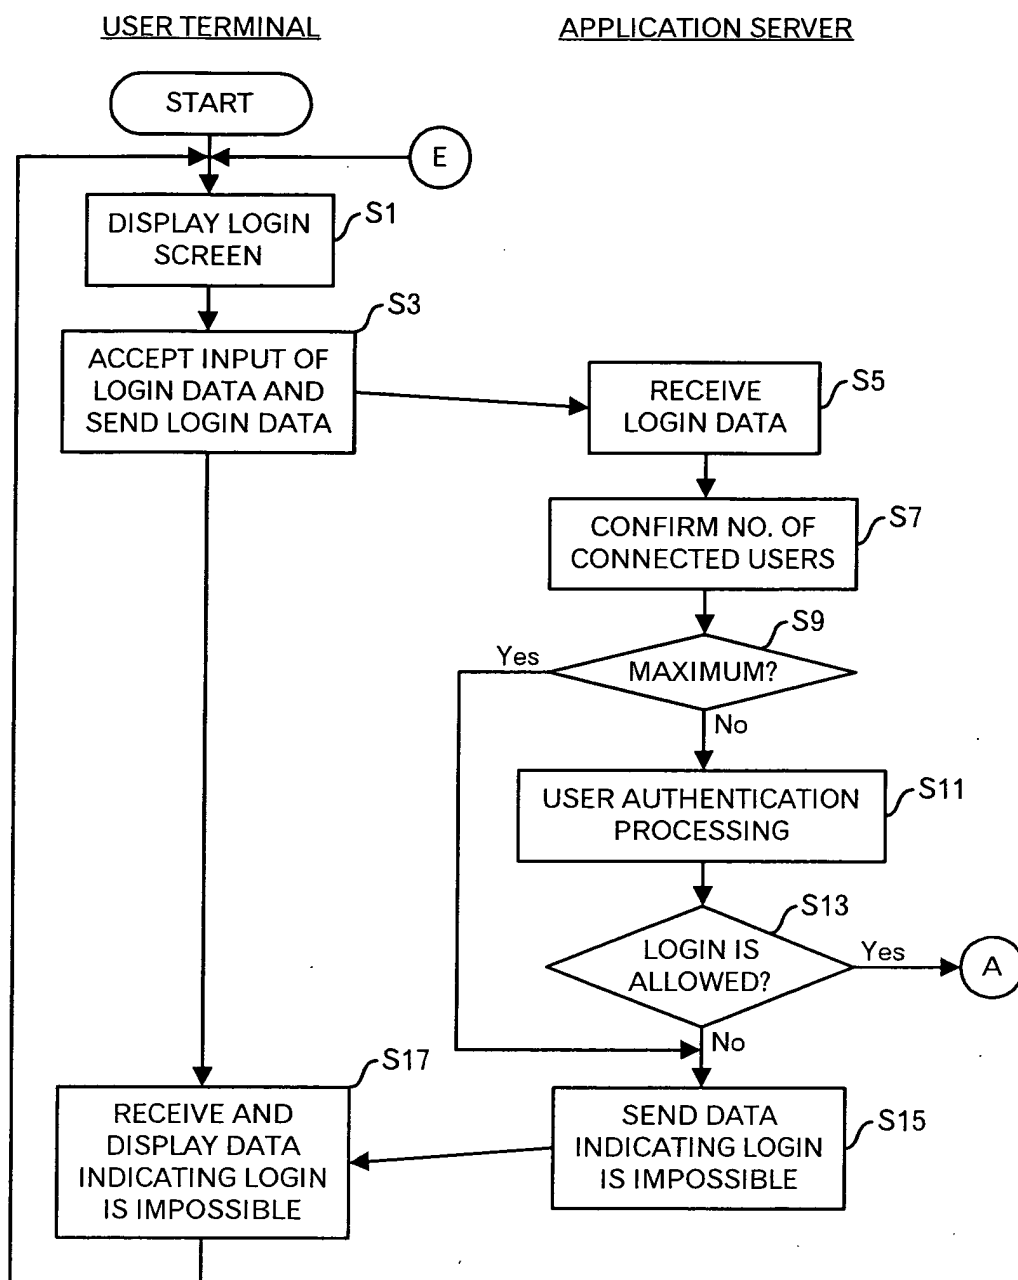 USER TERMINAL
APPLICATION SERVER
START
E
S1
DISPLAY LOGIN
SCREEN
S3
ACCEPT INPUT OF
LOGIN DATA AND
SEND LOGIN DATA
S5
RECEIVE
LOGIN DATA
S7
CONFIRM NO. OF
CONNECTED USERS
S9
Yes
MAXIMUM?
No
S11
USER AUTHENTICATION
PROCESSING
S13
LOGIN IS
ALLOWED?
Yes
A
No
S17
RECEIVE AND
DISPLAY DATA
INDICATING LOGIN
IS IMPOSSIBLE
S15
SEND DATA
INDICATING LOGIN
IS IMPOSSIBLE